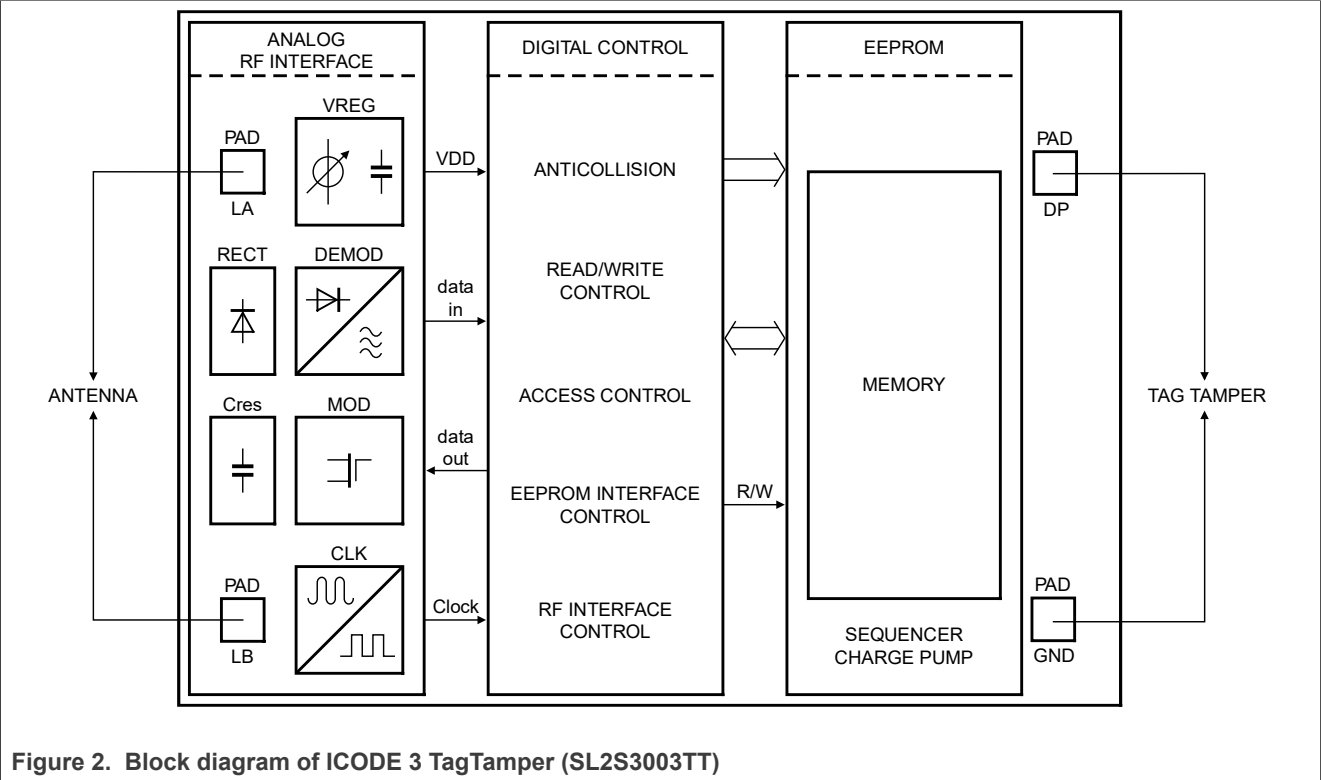 ANALOG
RF INTERFACE
DIGITAL CONTROL
EEPROM
VREG
PAD
LA
VDD
ANTICOLLISION
PAD
DP
RECT
DEMOD
data
in
READ/WRITE
CONTROL
ANTENNA
ACCESS CONTROL
MEMORY
TAG TAMPER
Cres
MOD
data
out
EEPROM INTERFACE
CONTROL
R/W
CLK
PAD
LB
Clock
RF INTERFACE
CONTROL
SEQUENCER
CHARGE PUMP
PAD
GND
Figure 2. Block diagram of ICODE 3 TagTamper (SL2S3003TT)